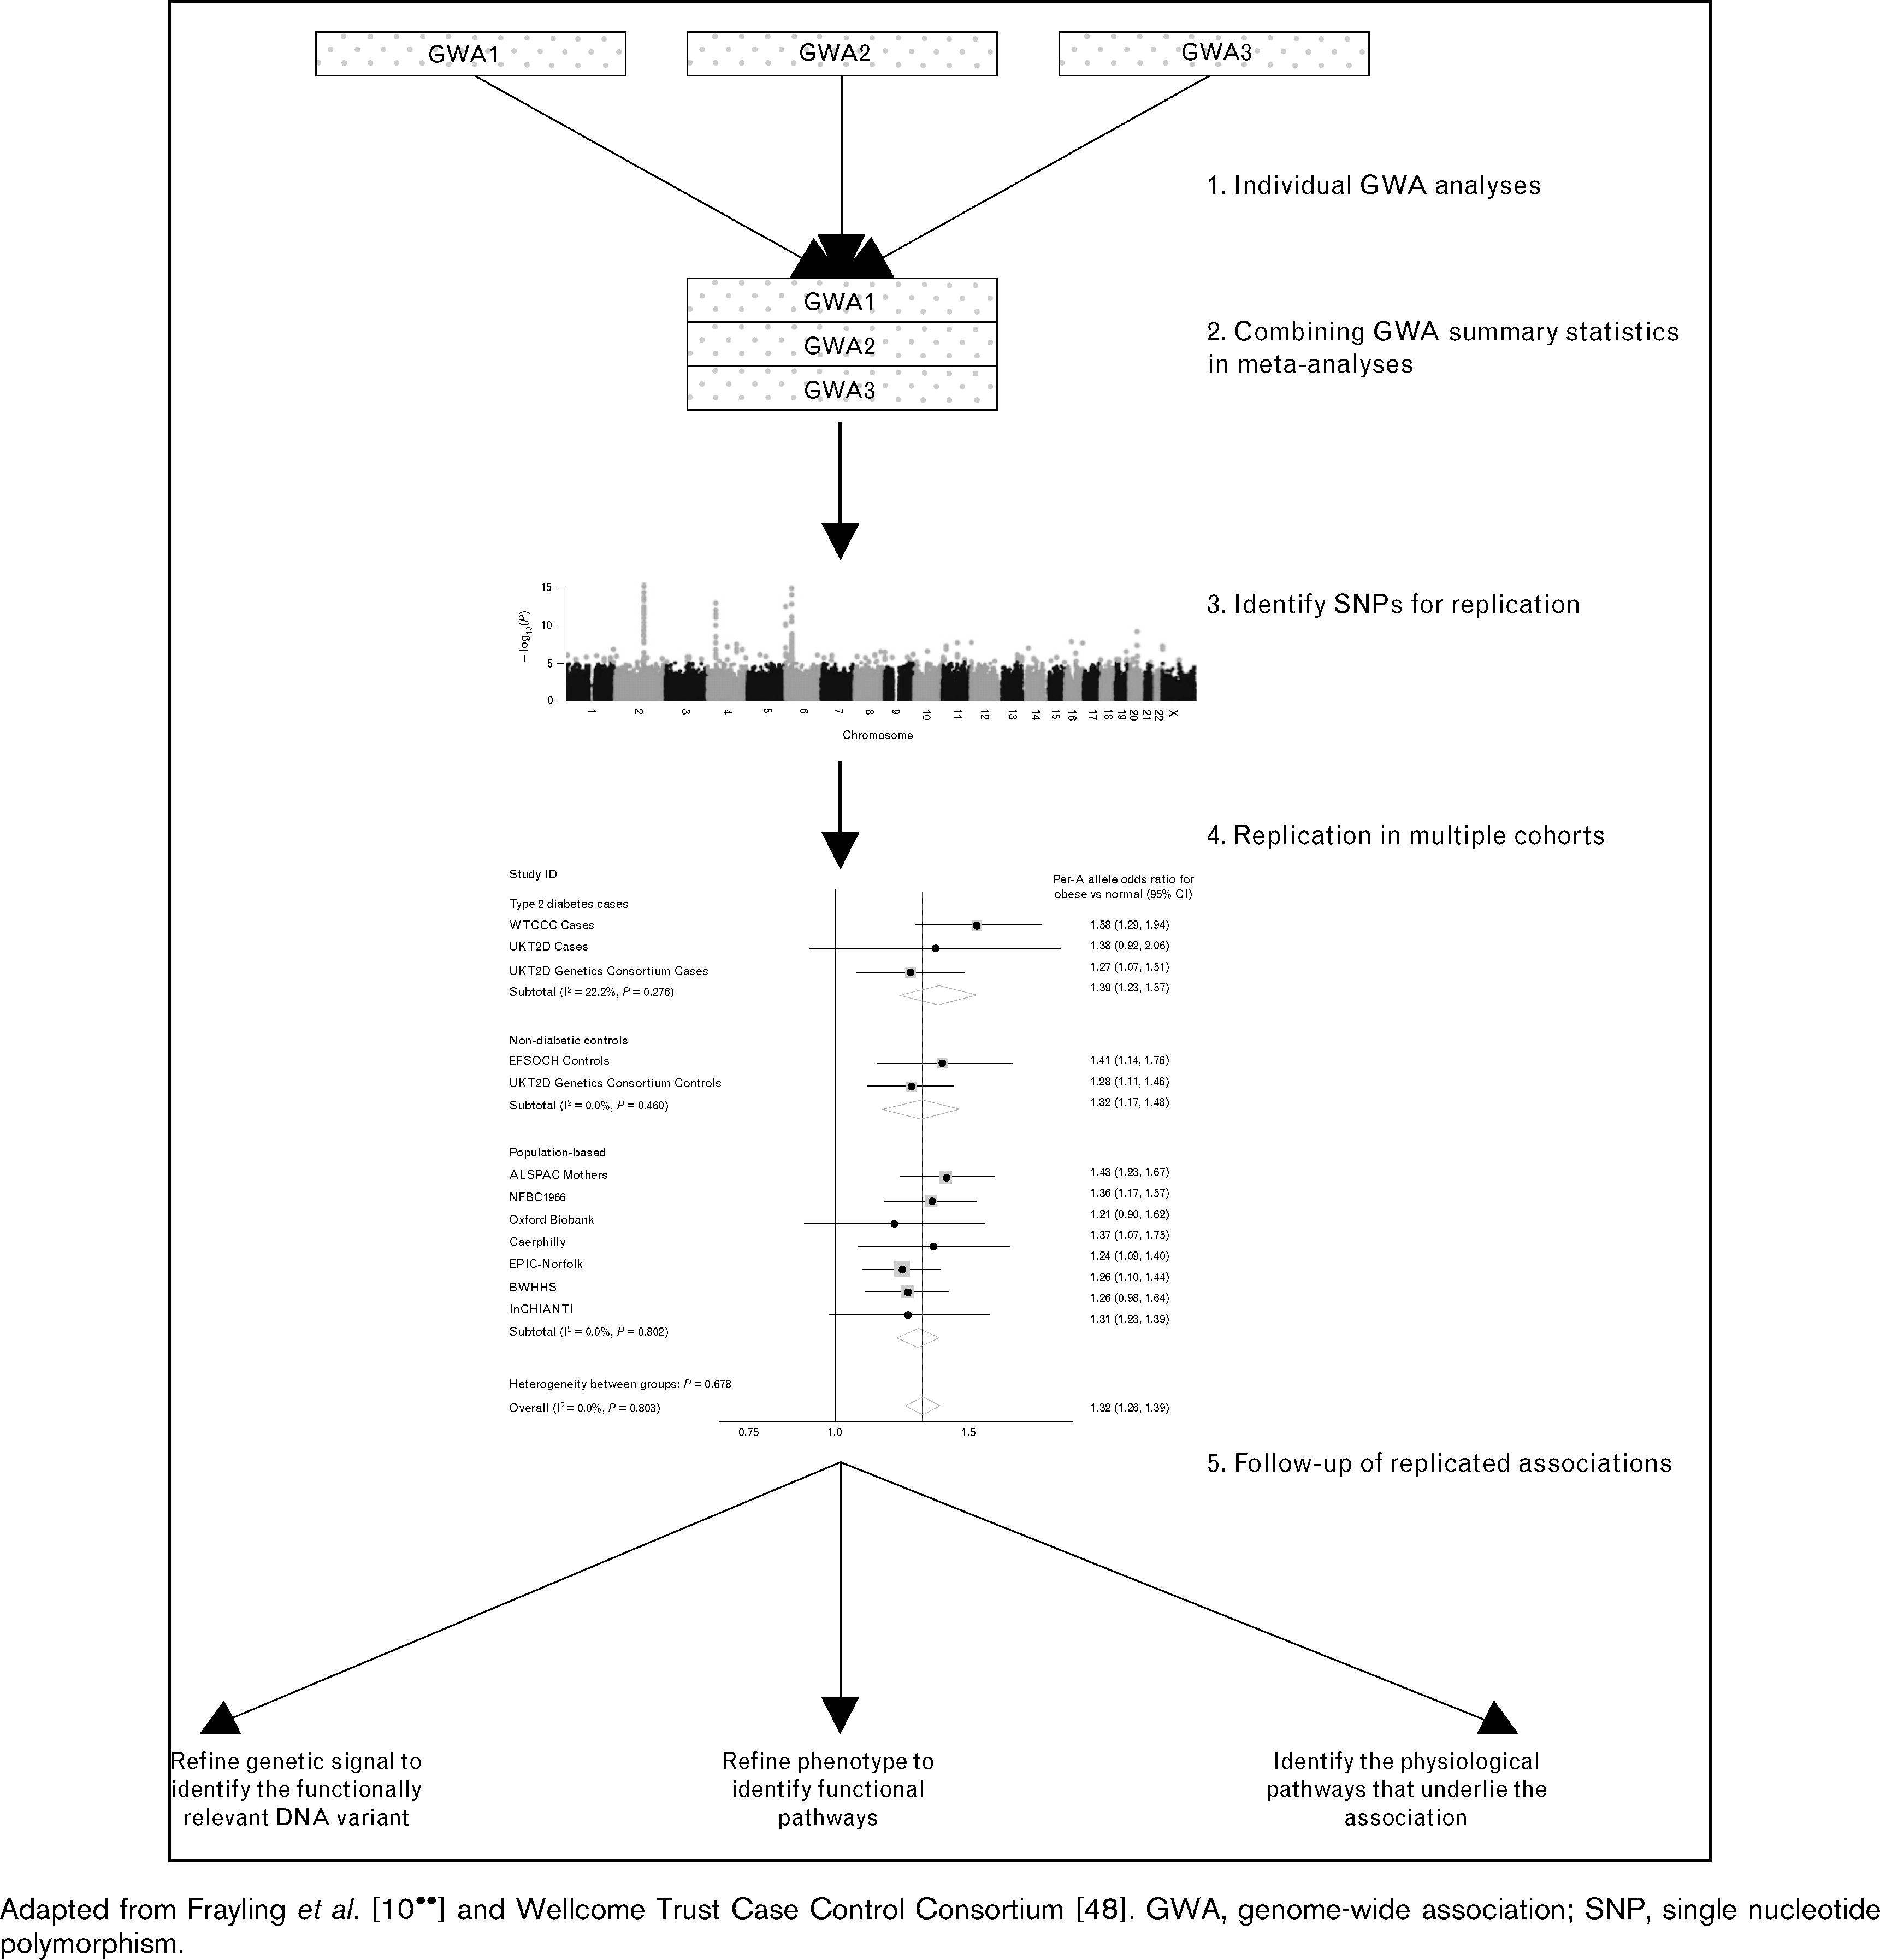 GWA1
GWA2
GWA3
1. Individual GWA analyses
GWA1
GWA2
GWA3
2. Combining GWA summary statistics
in meta-analyses
3. Identify SNPs for replication
15
10
5
0
– log10(P)
1 2 3 4 5 6 7 8 9 10 11 12 13 14 15 16 17 18 19 20 21 22 X
Chromosome
4. Replication in multiple cohorts
Study ID
Per-A allele odds ratio for
obese vs normal (95% CI)
Type 2 diabetes cases
WTCCC Cases 1.58 (1.29, 1.94)
UKT2D Cases 1.38 (0.92, 2.06)
UKT2D Genetics Consortium Cases 1.27 (1.07, 1.51)
Subtotal (I² = 22.2%, P = 0.276) 1.39 (1.23, 1.57)
Non-diabetic controls
EFSOCH Controls 1.41 (1.14, 1.76)
UKT2D Genetics Consortium Controls 1.28 (1.11, 1.46)
Subtotal (I² = 0.0%, P = 0.460) 1.32 (1.17, 1.48)
Population-based
ALSPAC Mothers 1.43 (1.23, 1.67)
NFBC1966 1.36 (1.17, 1.57)
Oxford Biobank 1.21 (0.90, 1.62)
Caerphilly 1.37 (1.07, 1.75)
EPIC-Norfolk 1.24 (1.09, 1.40)
BWHHS 1.26 (1.10, 1.44)
InCHIANTI 1.26 (0.98, 1.64)
Subtotal (I² = 0.0%, P = 0.802) 1.31 (1.23, 1.39)
Heterogeneity between groups: P = 0.678
Overall (I² = 0.0%, P = 0.803) 1.32 (1.26, 1.39)
0.75 1.0 1.5
5. Follow-up of replicated associations
Refine genetic signal to
identify the functionally
relevant DNA variant
Refine phenotype to
identify functional
pathways
Identify the physiological
pathways that underlie the
association
Adapted from Frayling et al. [10••] and Wellcome Trust Case Control Consortium [48]. GWA, genome-wide association; SNP, single nucleotide
polymorphism.